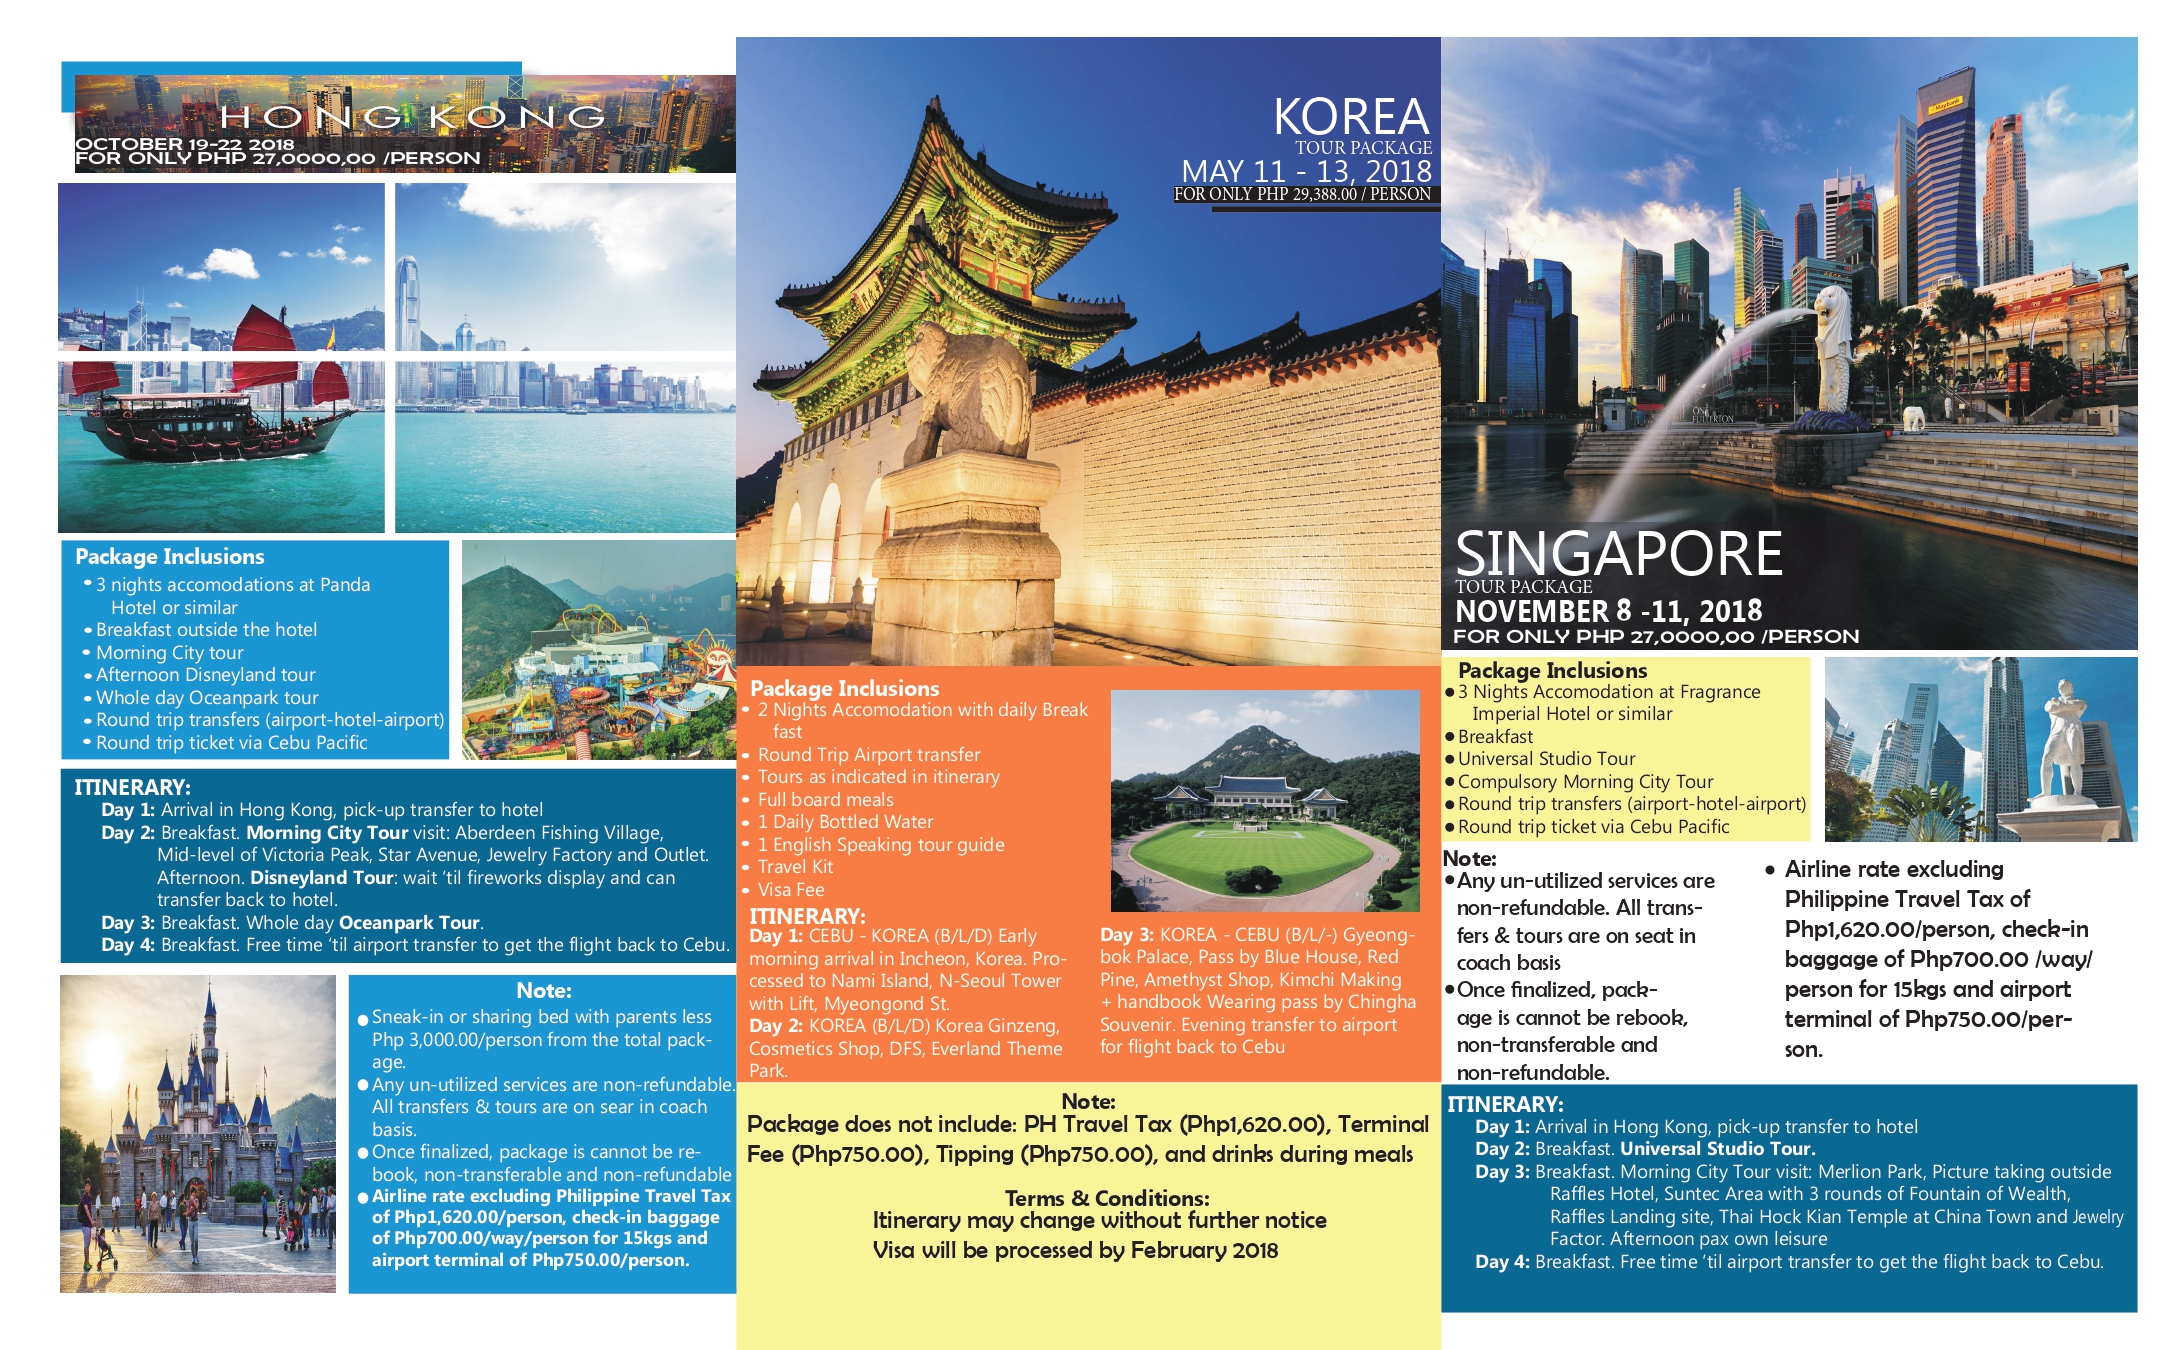 HONG KONG
OCTOBER 19-22 2018
FOR ONLY PHP 27,0000,00 /PERSON
Package Inclusions
• 3 nights accomodations at Panda
Hotel or similar
• Breakfast outside the hotel
• Morning City tour
• Afternoon Disneyland tour
• Whole day Oceanpark tour
• Round trip transfers (airport-hotel-airport)
• Round trip ticket via Cebu Pacific
ITINERARY:
Day 1: Arrival in Hong Kong, pick-up transfer to hotel
Day 2: Breakfast. Morning City Tour visit: Aberdeen Fishing Village,
Mid-level of Victoria Peak, Star Avenue, Jewelry Factory and Outlet.
Afternoon. Disneyland Tour: wait ‘til fireworks display and can
transfer back to hotel.
Day 3: Breakfast. Whole day Oceanpark Tour.
Day 4: Breakfast. Free time ‘til airport transfer to get the flight back to Cebu.
Note:
• Sneak-in or sharing bed with parents less
Php 3,000.00/person from the total pack-
age.
• Any un-utilized services are non-refundable.
All transfers & tours are on sear in coach
basis.
• Once finalized, package is cannot be re-
book, non-transferable and non-refundable
• Airline rate excluding Philippine Travel Tax
of Php1,620.00/person, check-in baggage
of Php700.00/way/person for 15kgs and
airport terminal of Php750.00/person.
KOREA
TOUR PACKAGE
MAY 11 - 13, 2018
FOR ONLY PHP 29,388.00 / PERSON
Package Inclusions
• 2 Nights Accomodation with daily Break
fast
• Round Trip Airport transfer
• Tours as indicated in itinerary
• Full board meals
• 1 Daily Bottled Water
• 1 English Speaking tour guide
• Travel Kit
• Visa Fee
ITINERARY:
Day 1: CEBU - KOREA (B/L/D) Early
morning arrival in Incheon, Korea. Pro-
cessed to Nami Island, N-Seoul Tower
with Lift, Myeongond St.
Day 2: KOREA (B/L/D) Korea Ginzeng,
Cosmetics Shop, DFS, Everland Theme
Park.
Day 3: KOREA - CEBU (B/L/-) Gyeong-
bok Palace, Pass by Blue House, Red
Pine, Amethyst Shop, Kimchi Making
+ handbook Wearing pass by Chingha
Souvenir. Evening transfer to airport
for flight back to Cebu
Note:
Package does not include: PH Travel Tax (Php1,620.00), Terminal
Fee (Php750.00), Tipping (Php750.00), and drinks during meals
Terms & Conditions:
Itinerary may change without further notice
Visa will be processed by February 2018
Maybank
ONE
FULLERTON
SINGAPORE
TOUR PACKAGE
NOVEMBER 8 -11, 2018
FOR ONLY PHP 27,0000,00 /PERSON
Package Inclusions
• 3 Nights Accomodation at Fragrance
Imperial Hotel or similar
• Breakfast
• Universal Studio Tour
• Compulsory Morning City Tour
• Round trip transfers (airport-hotel-airport)
• Round trip ticket via Cebu Pacific
Note:
• Any un-utilized services are
non-refundable. All trans-
fers & tours are on seat in
coach basis
• Once finalized, pack-
age is cannot be rebook,
non-transferable and
non-refundable.
• Airline rate excluding
Philippine Travel Tax of
Php1,620.00/person, check-in
baggage of Php700.00 /way/
person for 15kgs and airport
terminal of Php750.00/per-
son.
ITINERARY:
Day 1: Arrival in Hong Kong, pick-up transfer to hotel
Day 2: Breakfast. Universal Studio Tour.
Day 3: Breakfast. Morning City Tour visit: Merlion Park, Picture taking outside
Raffles Hotel, Suntec Area with 3 rounds of Fountain of Wealth,
Raffles Landing site, Thai Hock Kian Temple at China Town and Jewelry
Factor. Afternoon pax own leisure
Day 4: Breakfast. Free time ‘til airport transfer to get the flight back to Cebu.